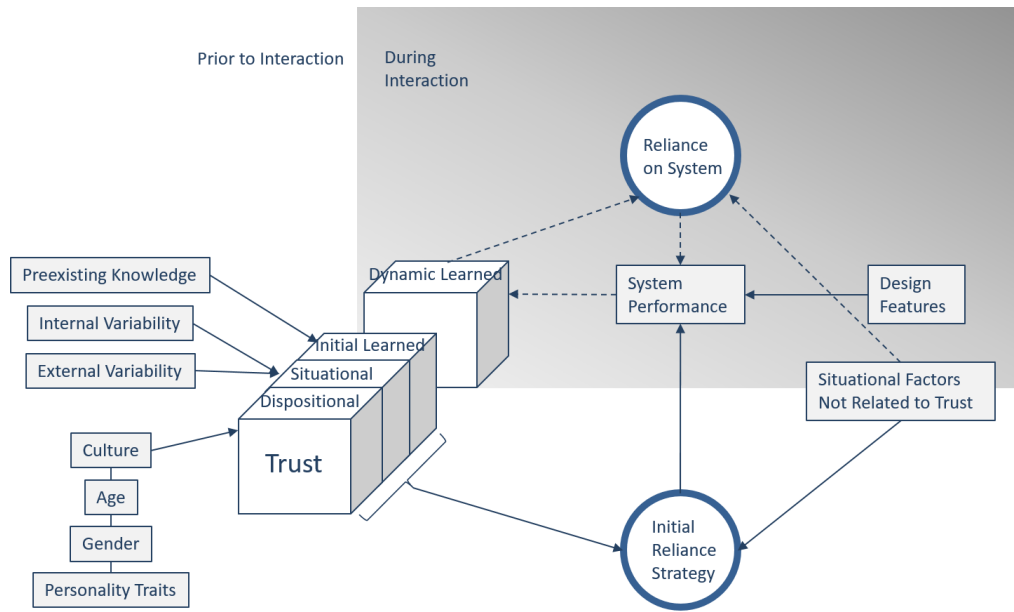 Prior to Interaction
During
Interaction
Reliance
on System
Dynamic Learned
Preexisting Knowledge
System
Performance
Design
Features
Internal Variability
Initial Learned
External Variability
Situational
Situational Factors
Not Related to Trust
Dispositional
Culture
Trust
Age
Gender
Initial
Reliance
Strategy
Personality Traits